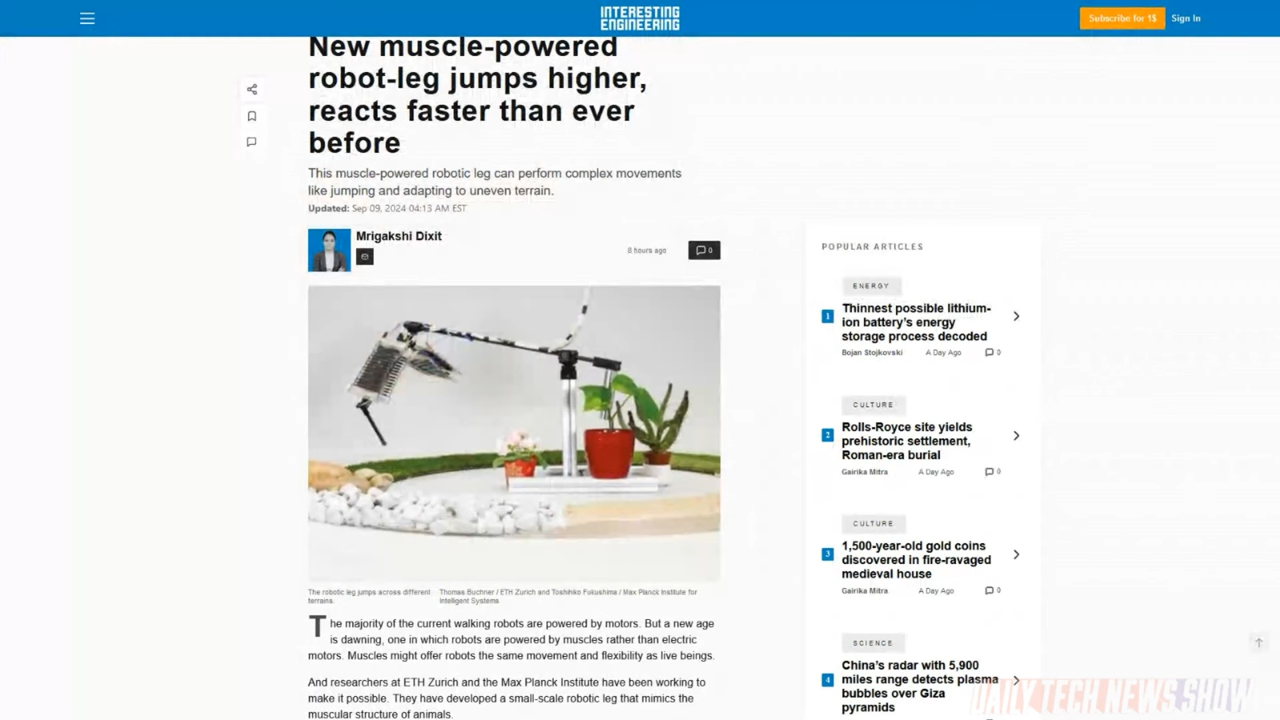 INTERESTING
ENGINEERING
Subscribe for 1$
Sign In
New muscle-powered
robot-leg jumps higher,
reacts faster than ever
before
This muscle-powered robotic leg can perform complex movements
like jumping and adapting to uneven terrain.
Updated: Sep 09, 2024 04:13 AM EST
Mrigakshi Dixit
8 hours ago
0
The robotic leg jumps across different
terrains.
Thomas Buchner / ETH Zurich and Toshihiko Fukushima / Max Planck Institute for
Intelligent Systems
The majority of the current walking robots are powered by motors. But a new age
is dawning, one in which robots are powered by muscles rather than electric
motors. Muscles might offer robots the same movement and flexibility as live beings.
And researchers at ETH Zurich and the Max Planck Institute have been working to
make it possible. They have developed a small-scale robotic leg that mimics the
muscular structure of animals.
POPULAR ARTICLES
ENERGY
1
Thinnest possible lithium-
ion battery's energy
storage process decoded
Bojan Stojkovski
A Day Ago
0
CULTURE
2
Rolls-Royce site yields
prehistoric settlement,
Roman-era burial
Gairika Mitra
A Day Ago
0
CULTURE
3
1,500-year-old gold coins
discovered in fire-ravaged
medieval house
Gairika Mitra
A Day Ago
0
SCIENCE
4
China's radar with 5,900
miles range detects plasma
bubbles over Giza
pyramids
DAILY TECH NEWS SHOW